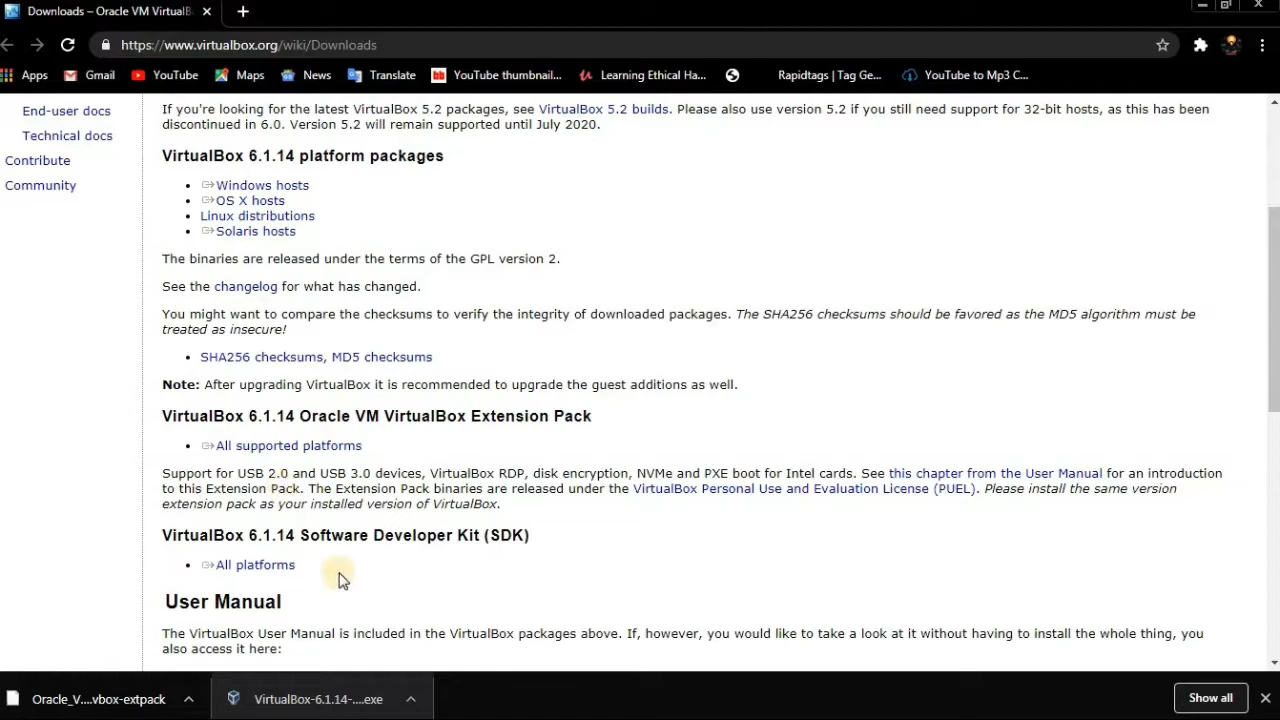 Downloads – Oracle VM VirtualB
https://www.virtualbox.org/wiki/Downloads
Apps Gmail YouTube Maps News Translate YouTube thumbnail... Learning Ethical Ha... Rapidtags | Tag Ge... YouTube to Mp3 C...
End-user docs
Technical docs
Contribute
Community
If you're looking for the latest VirtualBox 5.2 packages, see VirtualBox 5.2 builds. Please also use version 5.2 if you still need support for 32-bit hosts, as this has been
discontinued in 6.0. Version 5.2 will remain supported until July 2020.
VirtualBox 6.1.14 platform packages
Windows hosts
OS X hosts
Linux distributions
Solaris hosts
The binaries are released under the terms of the GPL version 2.
See the changelog for what has changed.
You might want to compare the checksums to verify the integrity of downloaded packages. The SHA256 checksums should be favored as the MD5 algorithm must be
treated as insecure!
SHA256 checksums, MD5 checksums
Note: After upgrading VirtualBox it is recommended to upgrade the guest additions as well.
VirtualBox 6.1.14 Oracle VM VirtualBox Extension Pack
All supported platforms
Support for USB 2.0 and USB 3.0 devices, VirtualBox RDP, disk encryption, NVMe and PXE boot for Intel cards. See this chapter from the User Manual for an introduction
to this Extension Pack. The Extension Pack binaries are released under the VirtualBox Personal Use and Evaluation License (PUEL). Please install the same version
extension pack as your installed version of VirtualBox.
VirtualBox 6.1.14 Software Developer Kit (SDK)
All platforms
User Manual
The VirtualBox User Manual is included in the VirtualBox packages above. If, however, you would like to take a look at it without having to install the whole thing, you
also access it here:
Oracle_V....vbox-extpack
VirtualBox-6.1.14-....exe
Show all